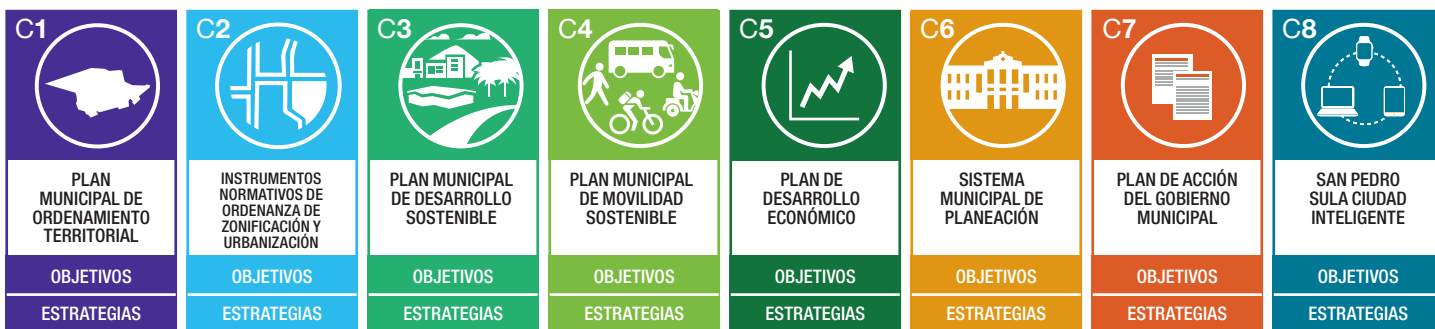 C1
PLAN
MUNICIPAL DE
ORDENAMIENTO
TERRITORIAL
OBJETIVOS
ESTRATEGIAS
C2
INSTRUMENTOS
NORMATIVOS DE
ORDENANZA DE
ZONIFICACIÓN Y
URBANIZACIÓN
OBJETIVOS
ESTRATEGIAS
C3
PLAN MUNICIPAL
DE DESARROLLO
SOSTENIBLE
OBJETIVOS
ESTRATEGIAS
C4
PLAN MUNICIPAL
DE MOVILIDAD
SOSTENIBLE
OBJETIVOS
ESTRATEGIAS
C5
PLAN DE
DESARROLLO
ECONÓMICO
OBJETIVOS
ESTRATEGIAS
C6
SISTEMA
MUNICIPAL DE
PLANEACIÓN
OBJETIVOS
ESTRATEGIAS
C7
PLAN DE ACCIÓN
DEL GOBIERNO
MUNICIPAL
OBJETIVOS
ESTRATEGIAS
C8
SAN PEDRO
SULA CIUDAD
INTELIGENTE
OBJETIVOS
ESTRATEGIAS